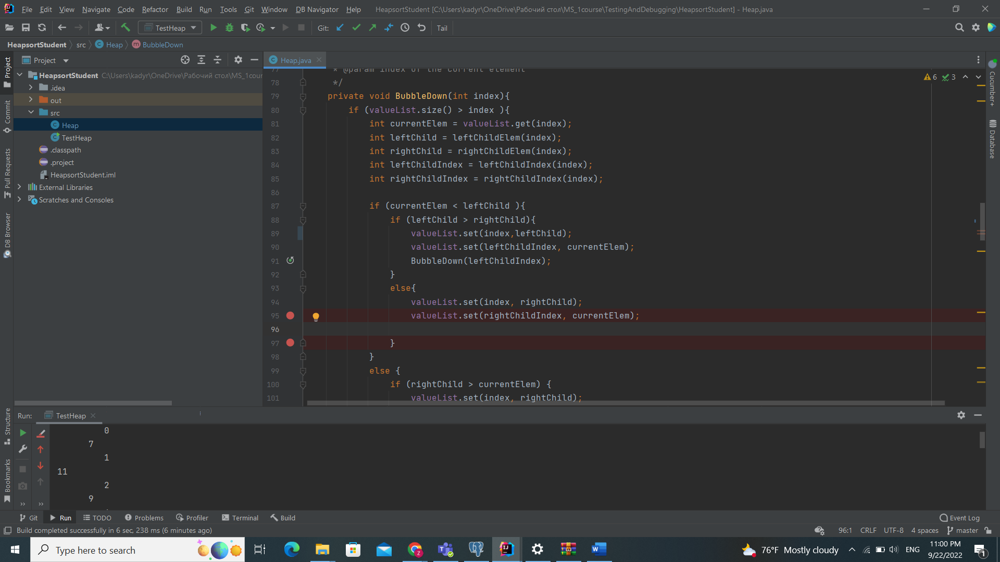 File Edit View Navigate Code Refactor Build Run Tools Git Window DB Navigator Help HeapsortStudent [C:\Users\kadyr\OneDrive\Рабочий стол\MS_1course\TestingAndDebugging\HeapsortStudent] - Heap.java
TestHeap Git: Tail
HeapsortStudent src Heap BubbleDown
Project
Heap.java
HeapsortStudent C:\Users\kadyr\OneDrive\Рабочий стол\MS_1cour
.idea
out
src
Heap
TestHeap
.classpath
.project
HeapsortStudent.iml
External Libraries
Scratches and Consoles
Project
Commit
Pull Requests
DB Browser
Structure
Bookmarks
77 * @param index of the current element
78 */
79 private void BubbleDown(int index){
80 if (valueList.size() > index ){
81 int currentElem = valueList.get(index);
82 int leftChild = leftChildElem(index);
83 int rightChild = rightChildElem(index);
84 int leftChildIndex = leftChildIndex(index);
85 int rightChildIndex = rightChildIndex(index);
86
87 if (currentElem < leftChild ){
88 if (leftChild > rightChild){
89 valueList.set(index,leftChild);
90 valueList.set(leftChildIndex, currentElem);
91 BubbleDown(leftChildIndex);
92 }
93 else{
94 valueList.set(index, rightChild);
95 valueList.set(rightChildIndex, currentElem);
96
97 }
98 }
99 else {
100 if (rightChild > currentElem) {
101 valueList.set(index, rightChild);
6 3
Cucumber+
Database
Run: TestHeap
0
7
1
11
2
9
Git Run TODO Problems Profiler Terminal Build Event Log
Build completed successfully in 6 sec, 238 ms (6 minutes ago) 96:1 CRLF UTF-8 4 spaces master
Type here to search
76°F Mostly cloudy ENG
11:00 PM
9/22/2022
1